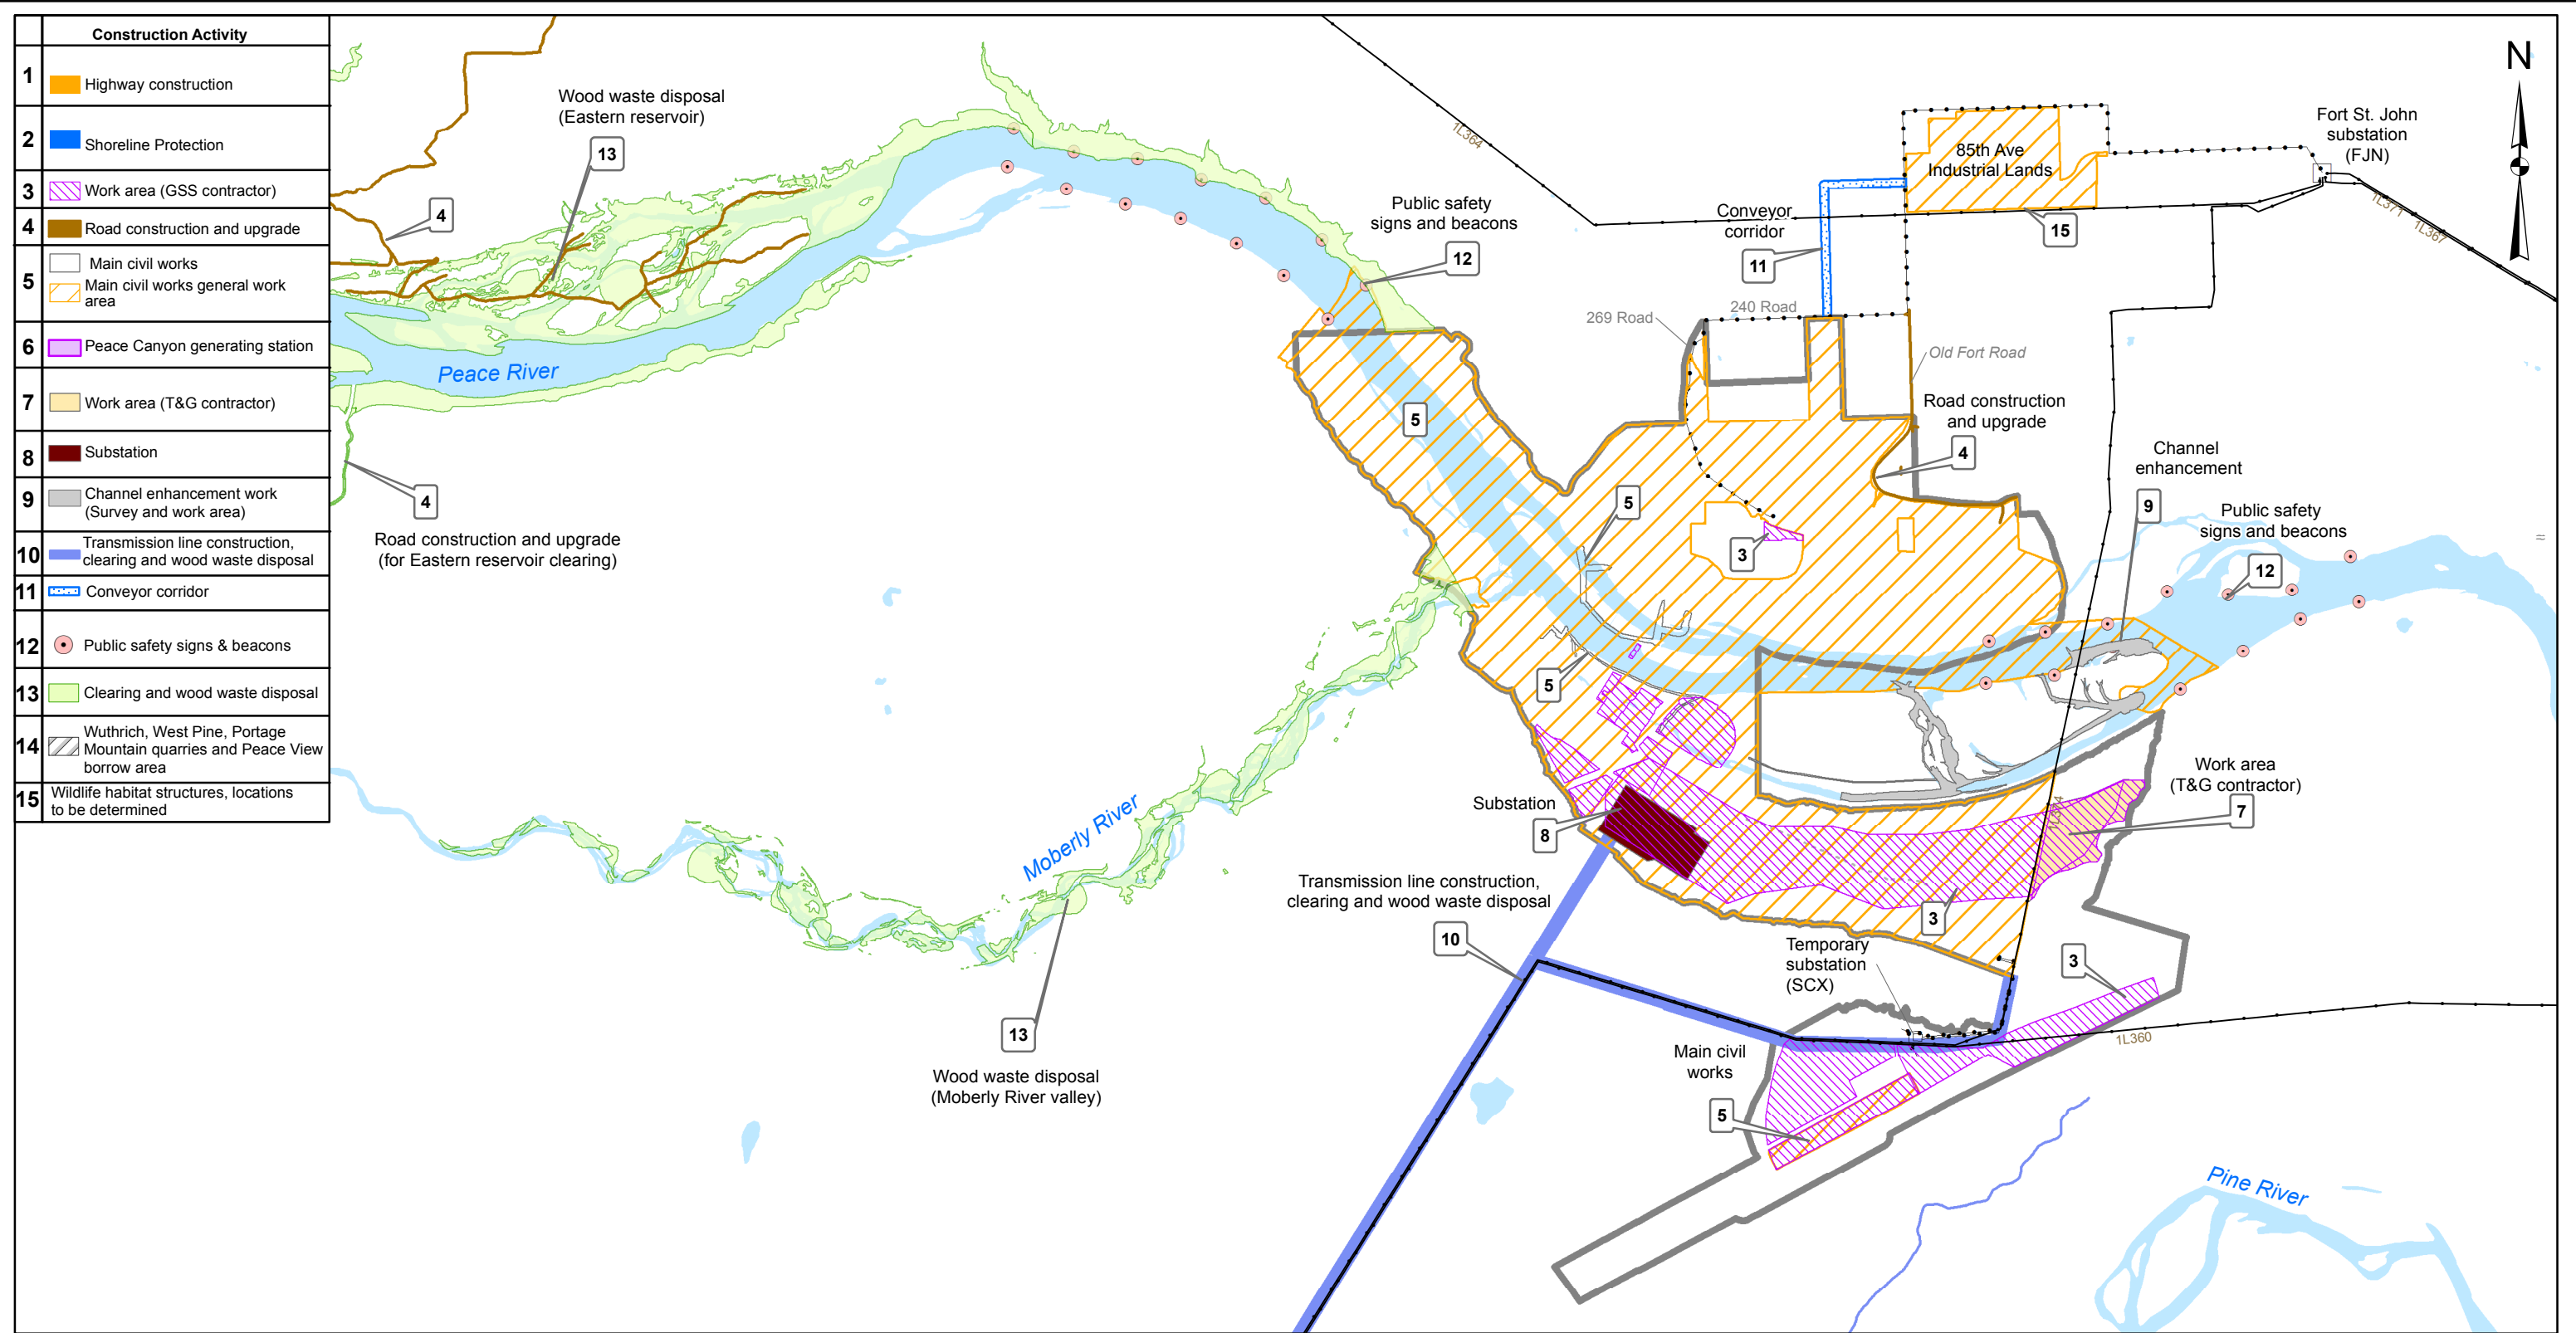 Construction Activity
1 Highway construction
2 Shoreline Protection
3 Work area (GSS contractor)
4 Road construction and upgrade
5 Main civil works
Main civil works general work
area
6 Peace Canyon generating station
7 Work area (T&G contractor)
8 Substation
9 Channel enhancement work
(Survey and work area)
10 Transmission line construction,
clearing and wood waste disposal
11 Conveyor corridor
12 Public safety signs & beacons
13 Clearing and wood waste disposal
14 Wuthrich, West Pine, Portage
Mountain quarries and Peace View
borrow area
15 Wildlife habitat structures, locations
to be determined
Wood waste disposal
(Eastern reservoir)
13
4
Peace River
4
Road construction and upgrade
(for Eastern reservoir clearing)
Moberly River
13
Wood waste disposal
(Moberly River valley)
1L364
Public safety
signs and beacons
12
Conveyor
corridor
11
85th Ave
Industrial Lands
15
Fort St. John
substation
(FJN)
N
1L371
1L367
269 Road
240 Road
Old Fort Road
Road construction
and upgrade
4
5
5
3
Channel
enhancement
9
Public safety
signs and beacons
12
5
Work area
(T&G contractor)
7
Substation
8
3
Transmission line construction,
clearing and wood waste disposal
10
Temporary
substation
(SCX)
3
1L360
Main civil
works
5
Pine River